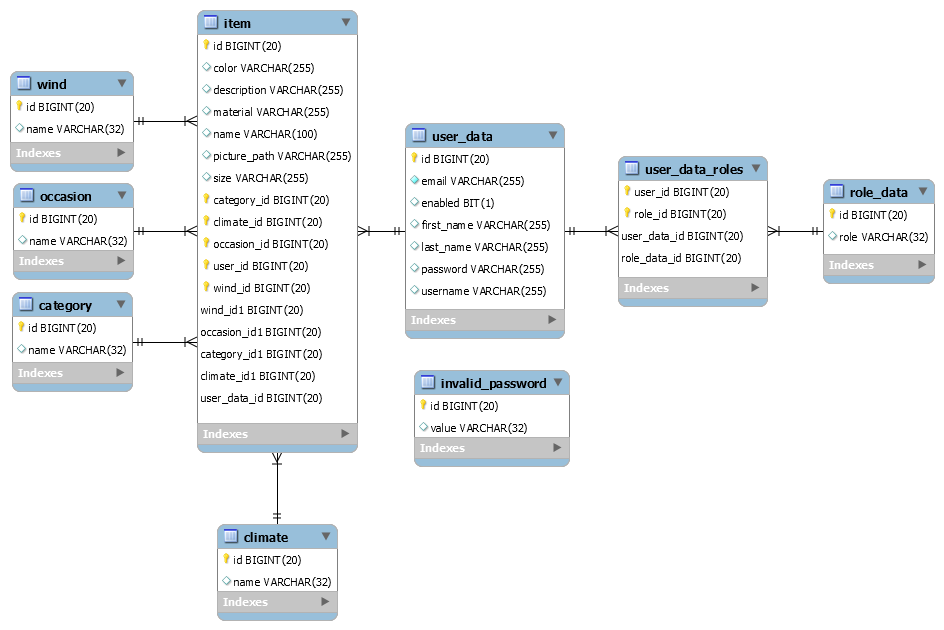 item
id BIGINT(20)
color VARCHAR(255)
description VARCHAR(255)
material VARCHAR(255)
name VARCHAR(100)
picture_path VARCHAR(255)
size VARCHAR(255)
category_id BIGINT(20)
climate_id BIGINT(20)
occasion_id BIGINT(20)
user_id BIGINT(20)
wind_id BIGINT(20)
wind_id1 BIGINT(20)
occasion_id1 BIGINT(20)
category_id1 BIGINT(20)
climate_id1 BIGINT(20)
user_data_id BIGINT(20)
Indexes
wind
id BIGINT(20)
name VARCHAR(32)
Indexes
occasion
id BIGINT(20)
name VARCHAR(32)
Indexes
category
id BIGINT(20)
name VARCHAR(32)
Indexes
user_data
id BIGINT(20)
email VARCHAR(255)
enabled BIT(1)
first_name VARCHAR(255)
last_name VARCHAR(255)
password VARCHAR(255)
username VARCHAR(255)
Indexes
user_data_roles
user_id BIGINT(20)
role_id BIGINT(20)
user_data_id BIGINT(20)
role_data_id BIGINT(20)
Indexes
role_data
id BIGINT(20)
role VARCHAR(32)
Indexes
invalid_password
id BIGINT(20)
value VARCHAR(32)
Indexes
climate
id BIGINT(20)
name VARCHAR(32)
Indexes